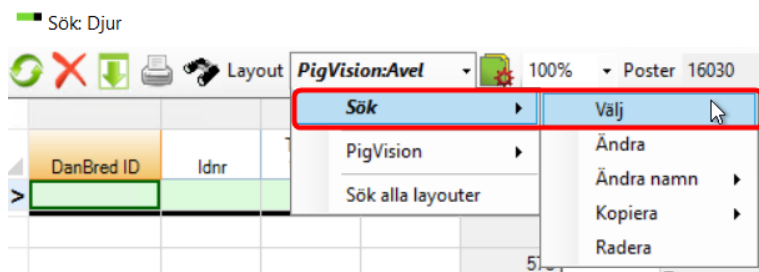 Sök: Djur
Layout PigVision:Avel 100% Poster 16030
Sök Välj
DanBred ID Idnr PigVision Ändra
Ändra namn
Sök alla layouter Kopiera
> Radera